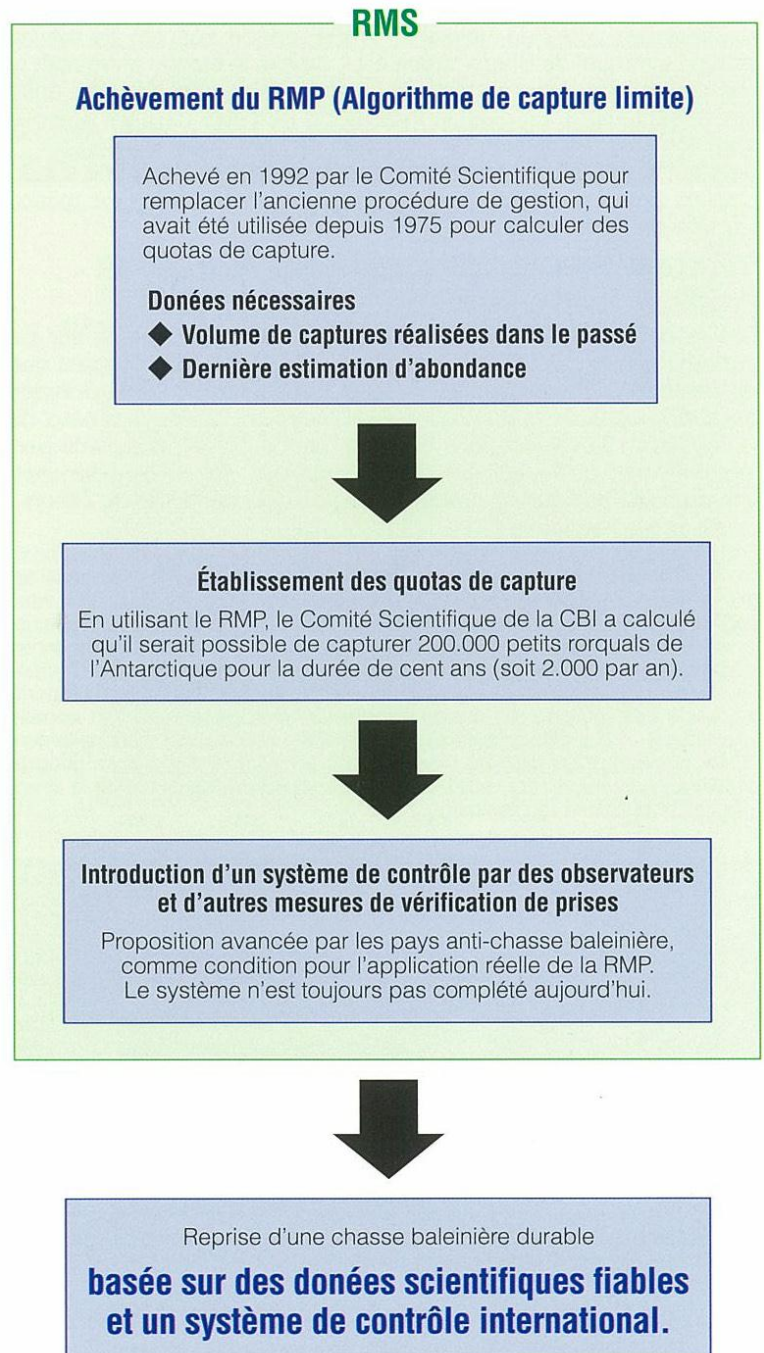 RMS
Achèvement du RMP (Algorithme de capture limite)
Achevé en 1992 par le Comité Scientifique pour
remplacer l'ancienne procédure de gestion, qui
avait été utilisée depuis 1975 pour calculer des
quotas de capture.
Donées nécessaires
◆ Volume de captures réalisées dans le passé
◆ Dernière estimation d'abondance
Établissement des quotas de capture
En utilisant le RMP, le Comité Scientifique de la CBI a calculé
qu'il serait possible de capturer 200.000 petits rorquals de
l'Antarctique pour la durée de cent ans (soit 2.000 par an).
Introduction d'un système de contrôle par des observateurs
et d'autres mesures de vérification de prises
Proposition avancée par les pays anti-chasse baleinière,
comme condition pour l'application réelle de la RMP.
Le système n'est toujours pas complété aujourd'hui.
Reprise d'une chasse baleinière durable
basée sur des donées scientifiques fiables
et un système de contrôle international.